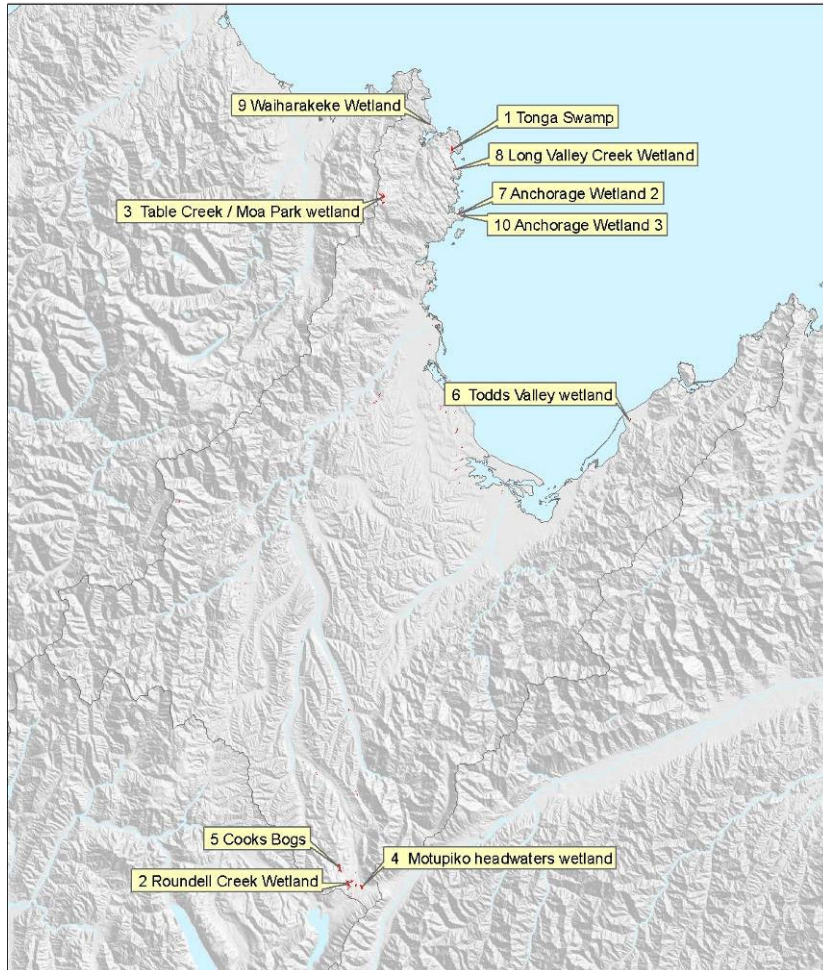 9 Waiharakeke Wetland
1 Tonga Swamp
8 Long Valley Creek Wetland
7 Anchorage Wetland 2
3 Table Creek / Moa Park wetland
10 Anchorage Wetland 3
6 Todds Valley wetland
5 Cooks Bogs
4 Motupiko headwaters wetland
2 Roundell Creek Wetland